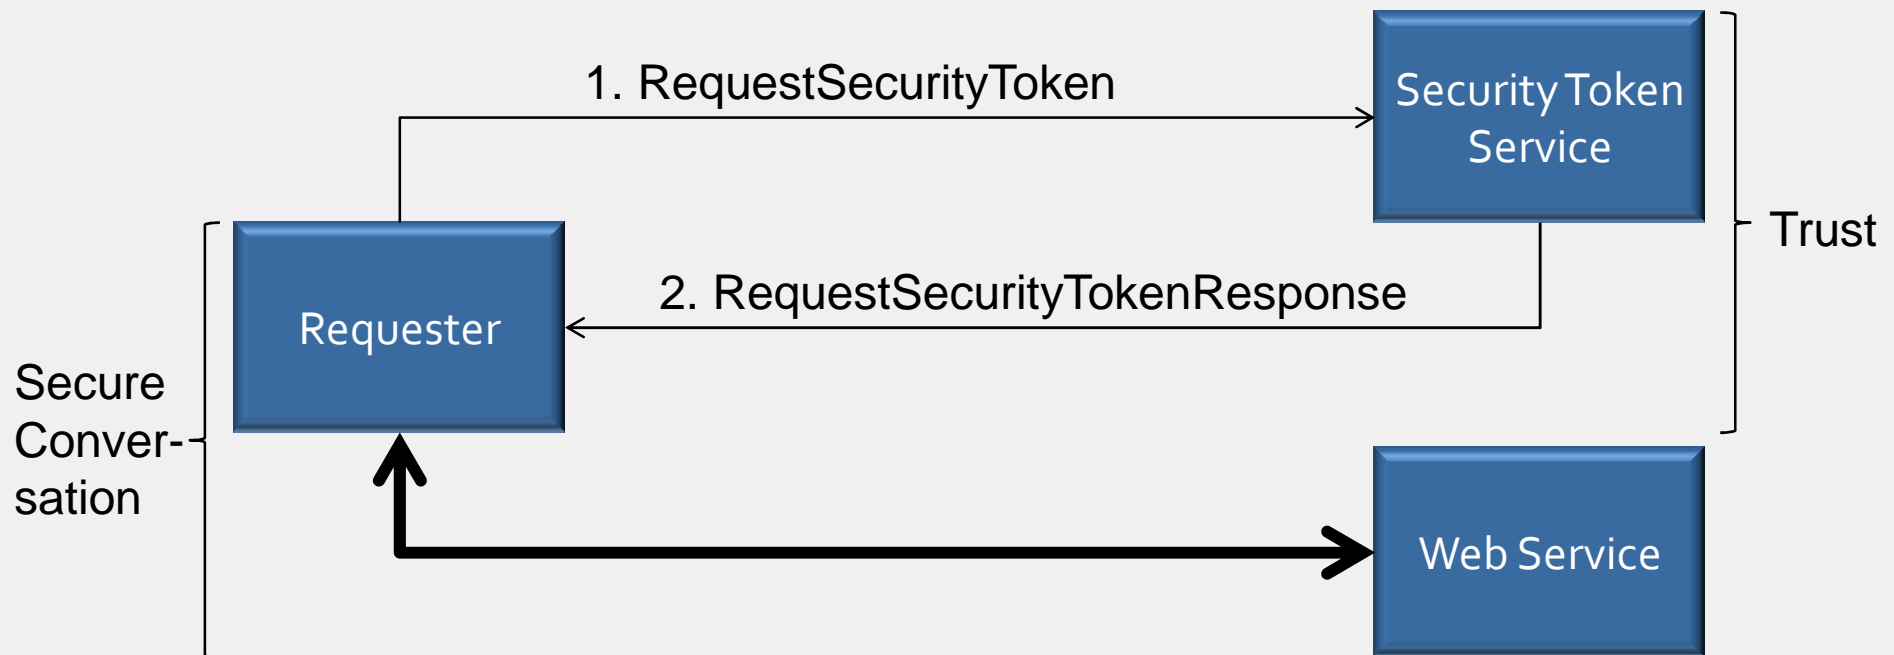 1. RequestSecurityToken
Security Token
Service
Trust
2. RequestSecurityTokenResponse
Requester
Secure
Conver-
sation
Web Service